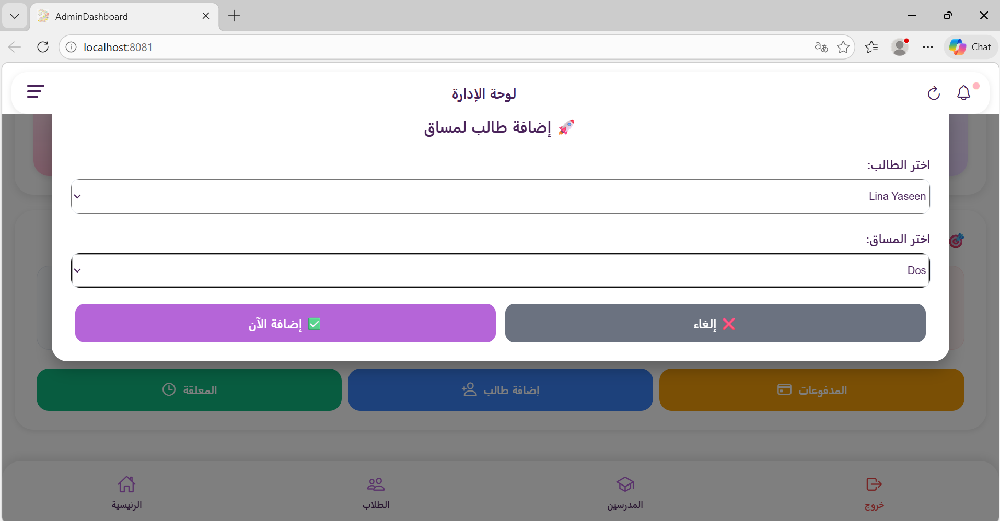 AdminDashboard
localhost:8081
Chat
لوحة الإدارة
🚀 إضافة طالب لمساق
اختر الطالب:
Lina Yaseen
اختر المساق:
Dos
❌ إلغاء
✅ إضافة الآن
المدفوعات
إضافة طالب
المعلقة
خروج
المدرسين
الطلاب
الرئيسية